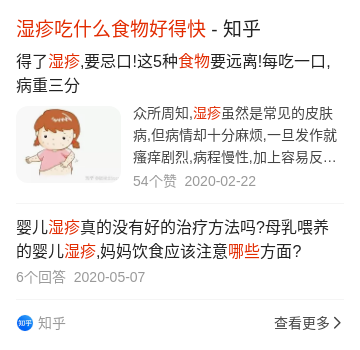 湿疹吃什么食物好得快 - 知乎
得了湿疹,要忌口!这5种食物要远离!每吃一口,
病重三分
众所周知,湿疹虽然是常见的皮肤
病,但病情却十分麻烦,一旦发作就
瘙痒剧烈,病程慢性,加上容易反…
54个赞 2020-02-22
婴儿湿疹真的没有好的治疗方法吗?母乳喂养
的婴儿湿疹,妈妈饮食应该注意哪些方面?
6个回答 2020-05-07
知乎 知乎
查看更多